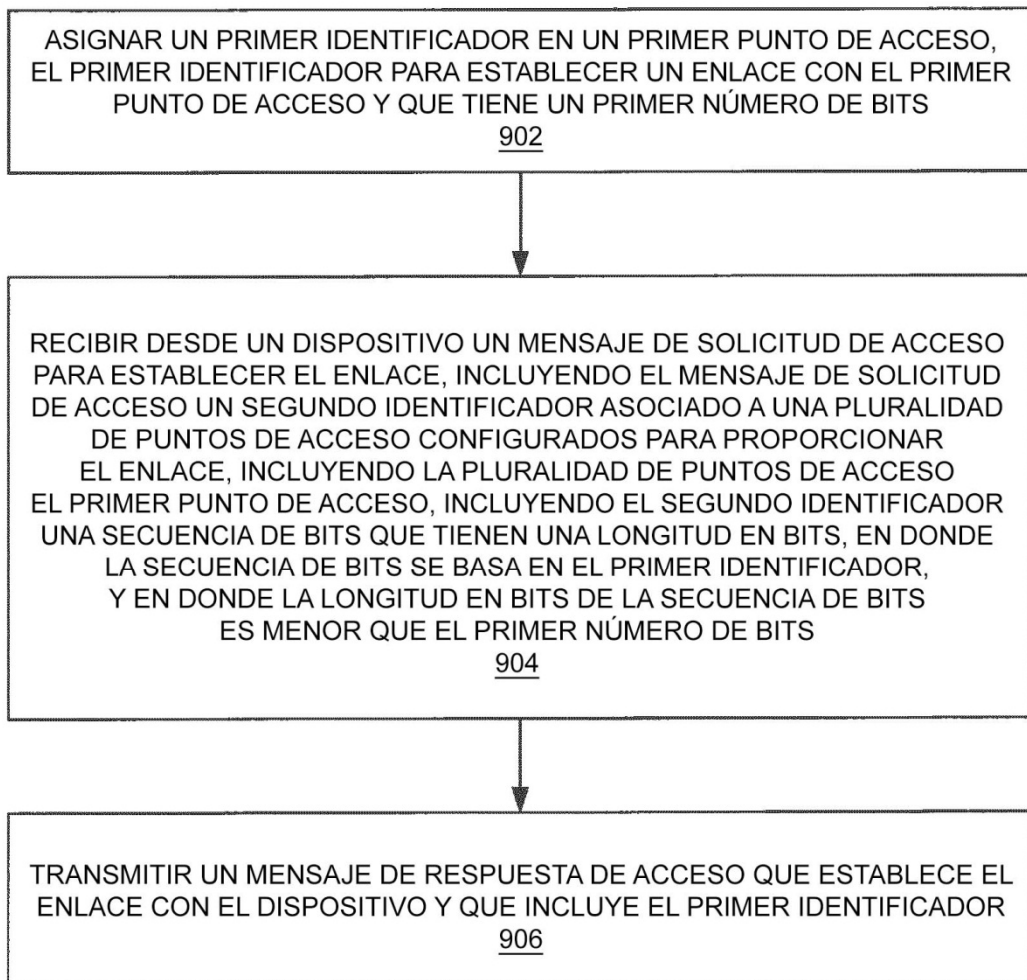 ASIGNAR UN PRIMER IDENTIFICADOR EN UN PRIMER PUNTO DE ACCESO,
EL PRIMER IDENTIFICADOR PARA ESTABLECER UN ENLACE CON EL PRIMER
PUNTO DE ACCESO Y QUE TIENE UN PRIMER NÚMERO DE BITS
902
RECIBIR DESDE UN DISPOSITIVO UN MENSAJE DE SOLICITUD DE ACCESO
PARA ESTABLECER EL ENLACE, INCLUYENDO EL MENSAJE DE SOLICITUD
DE ACCESO UN SEGUNDO IDENTIFICADOR ASOCIADO A UNA PLURALIDAD
DE PUNTOS DE ACCESO CONFIGURADOS PARA PROPORCIONAR
EL ENLACE, INCLUYENDO LA PLURALIDAD DE PUNTOS DE ACCESO
EL PRIMER PUNTO DE ACCESO, INCLUYENDO EL SEGUNDO IDENTIFICADOR
UNA SECUENCIA DE BITS QUE TIENEN UNA LONGITUD EN BITS, EN DONDE
LA SECUENCIA DE BITS SE BASA EN EL PRIMER IDENTIFICADOR,
Y EN DONDE LA LONGITUD EN BITS DE LA SECUENCIA DE BITS
ES MENOR QUE EL PRIMER NÚMERO DE BITS
904
TRANSMITIR UN MENSAJE DE RESPUESTA DE ACCESO QUE ESTABLECE EL
ENLACE CON EL DISPOSITIVO Y QUE INCLUYE EL PRIMER IDENTIFICADOR
906